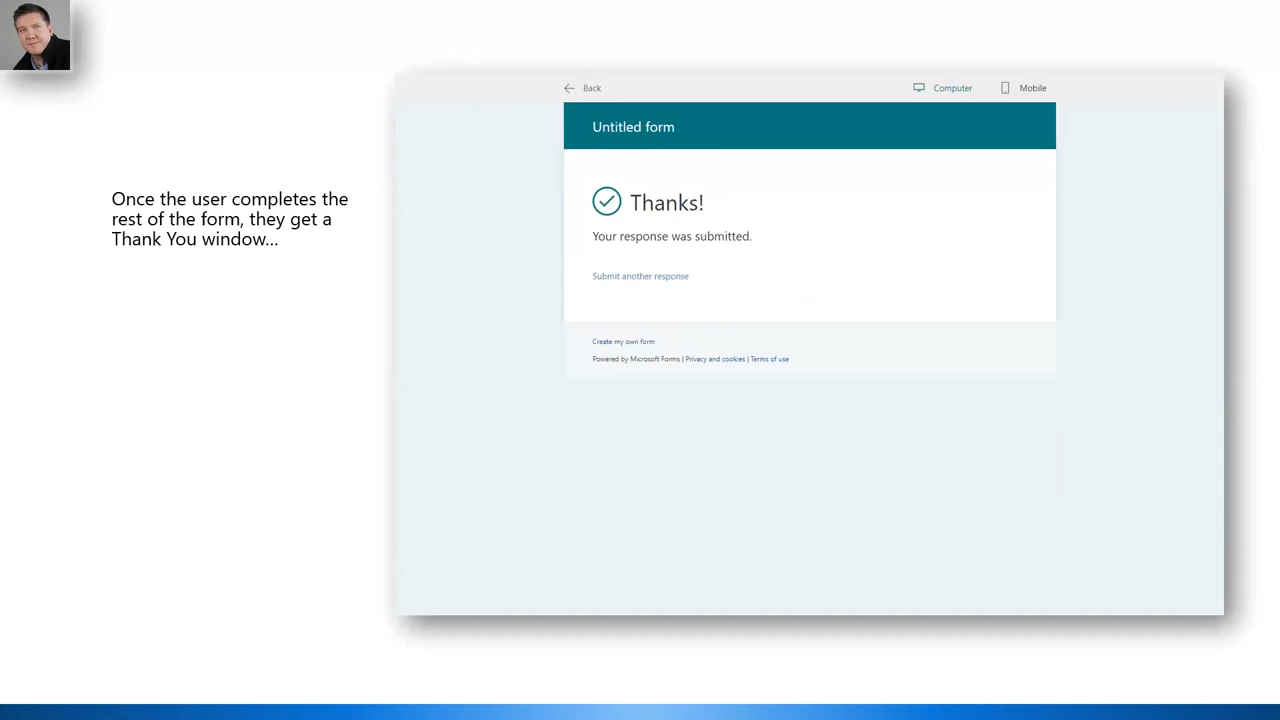 Once the user completes the
rest of the form, they get a
Thank You window...
Back
Computer
Mobile
Untitled form
Thanks!
Your response was submitted.
Submit another response
Create my own form
Powered by Microsoft Forms | Privacy and cookies | Terms of use